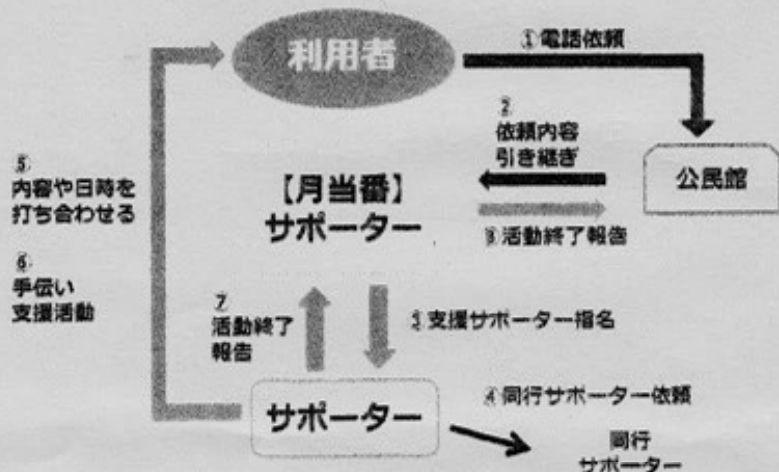 利用者
①電話依頼
②
依頼内容
引き継ぎ
公民館
⑤
内容や日時を
打ち合わせる
【月当番】
サポーター
⑧活動終了報告
⑥
手伝い
支援活動
⑦
活動終了
報告
③支援サポーター指名
サポーター
④同行サポーター依頼
同行
サポーター